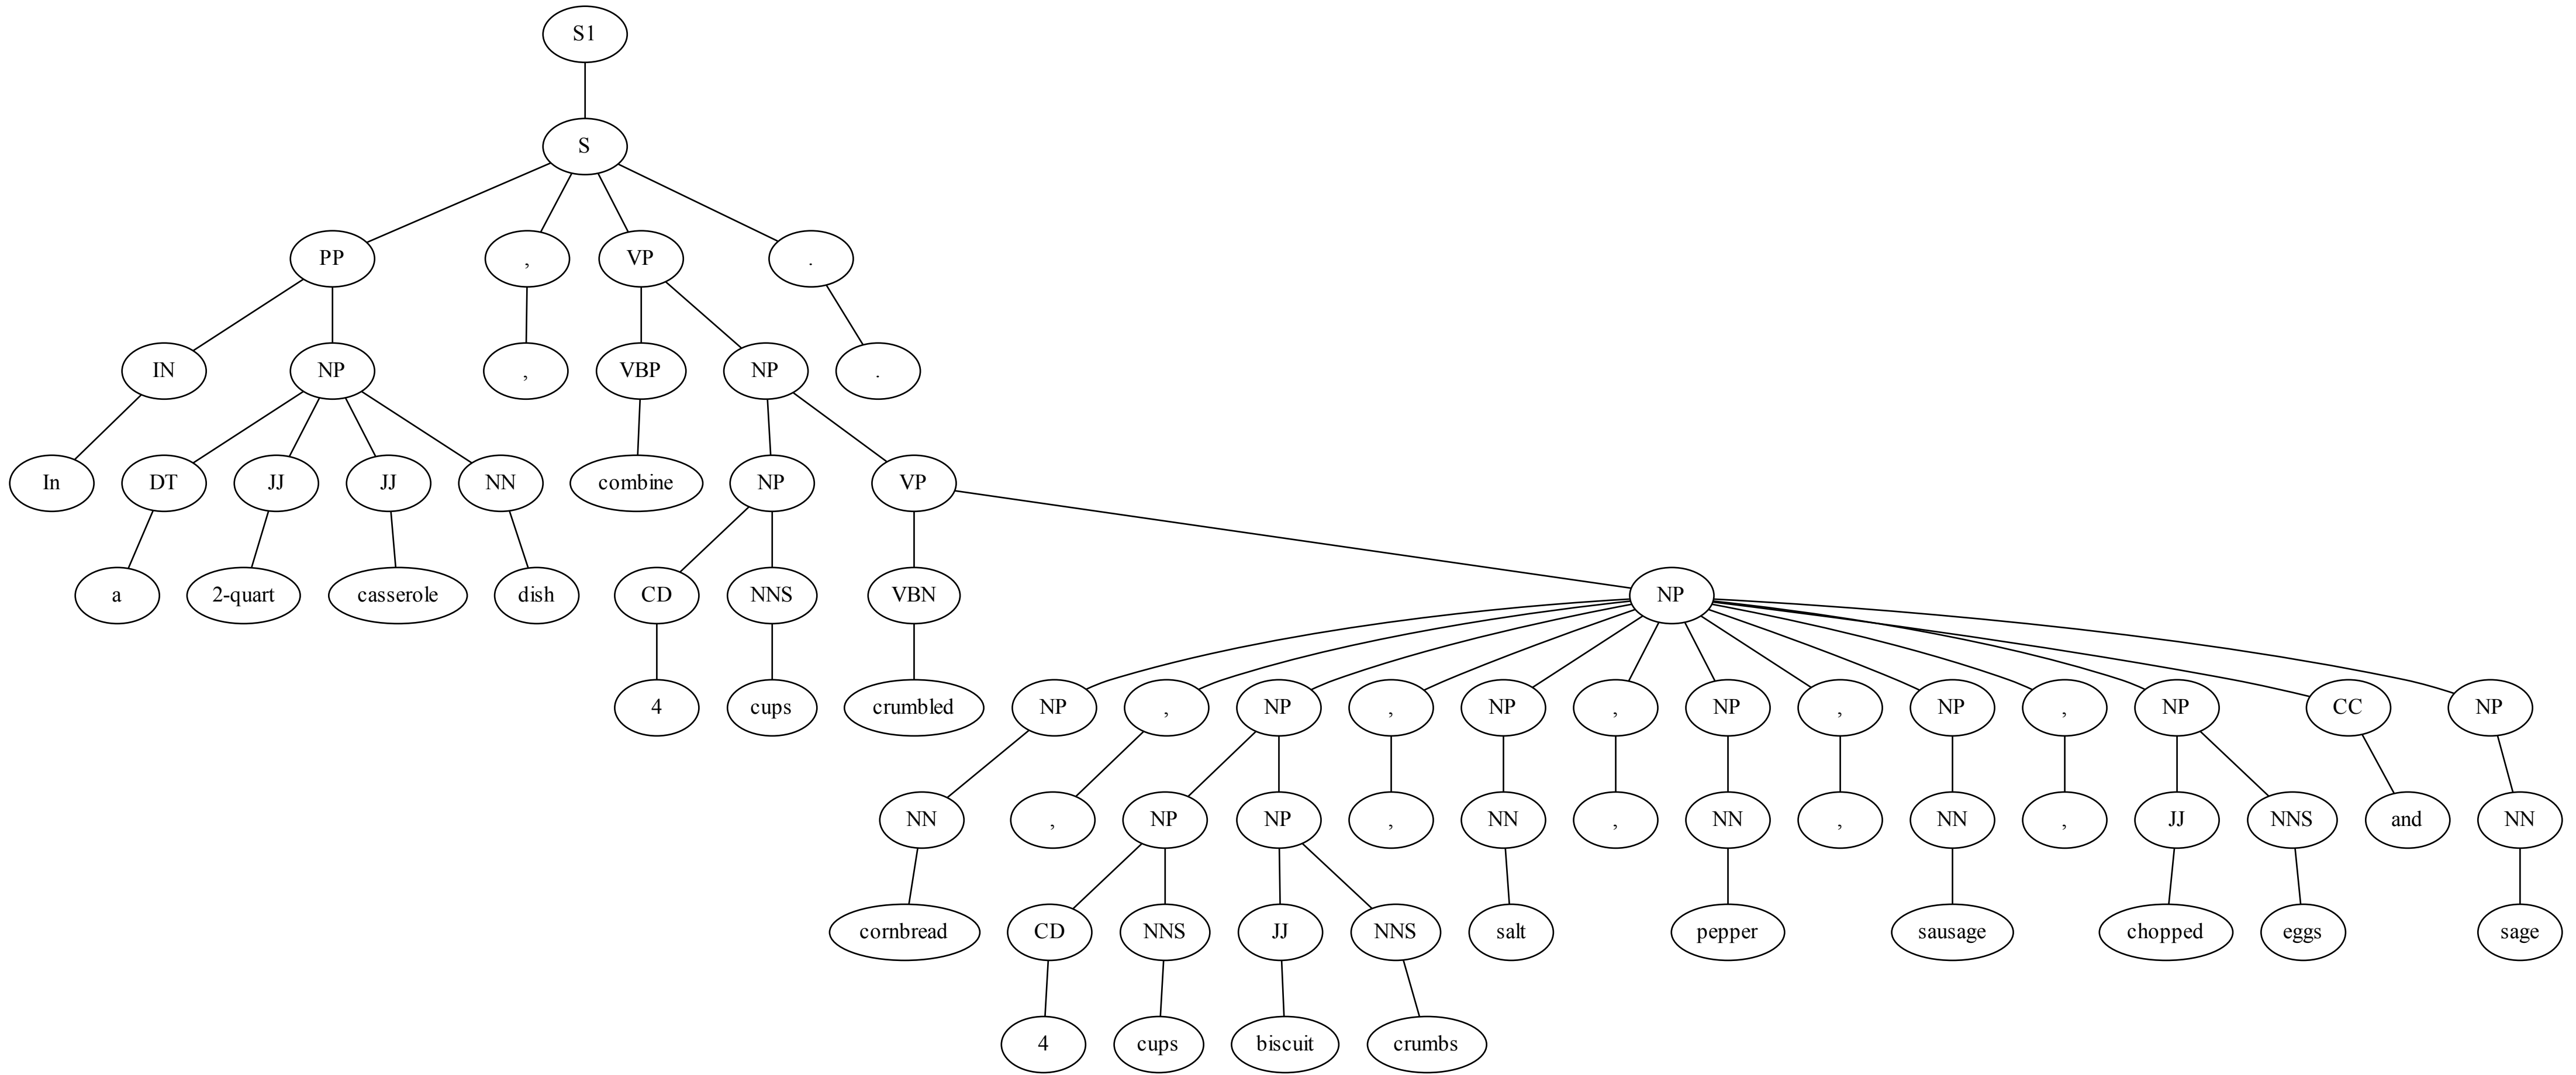 S1
S
PP , VP .
IN NP , VBP NP .
In DT JJ JJ NN combine NP VP
a 2-quart casserole dish CD NNS VBN NP
4 cups crumbled NP , NP , NP , NP , NP , NP CC NP
NN , NP NP , NN , NN , NN , JJ NNS and NN
cornbread CD NNS JJ NNS salt pepper sausage chopped eggs sage
4 cups biscuit crumbs